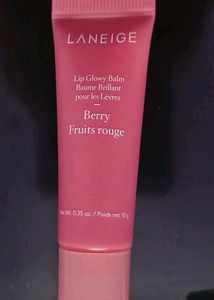 LANEIGE
Lip Glowy Balm
Baume Brillant
pour les Lèvres
Berry
Fruits rouge
Net Wt. 0.35 oz. / Poids net 10 g